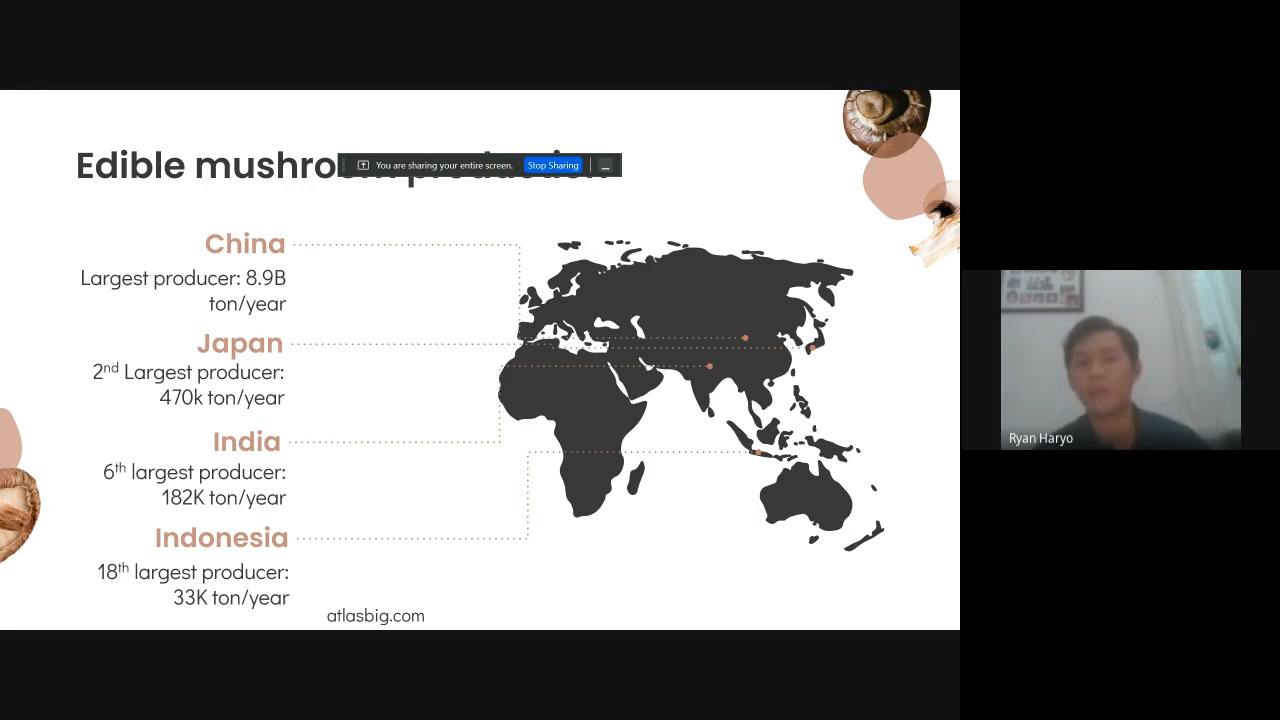 Edible mushro
You are sharing your entire screen. Stop Sharing
China
Largest producer: 8.9B
ton/year
Japan
2nd Largest producer:
470k ton/year
India
6th largest producer:
182K ton/year
Indonesia
18th largest producer:
33K ton/year
atlasbig.com
Ryan Haryo